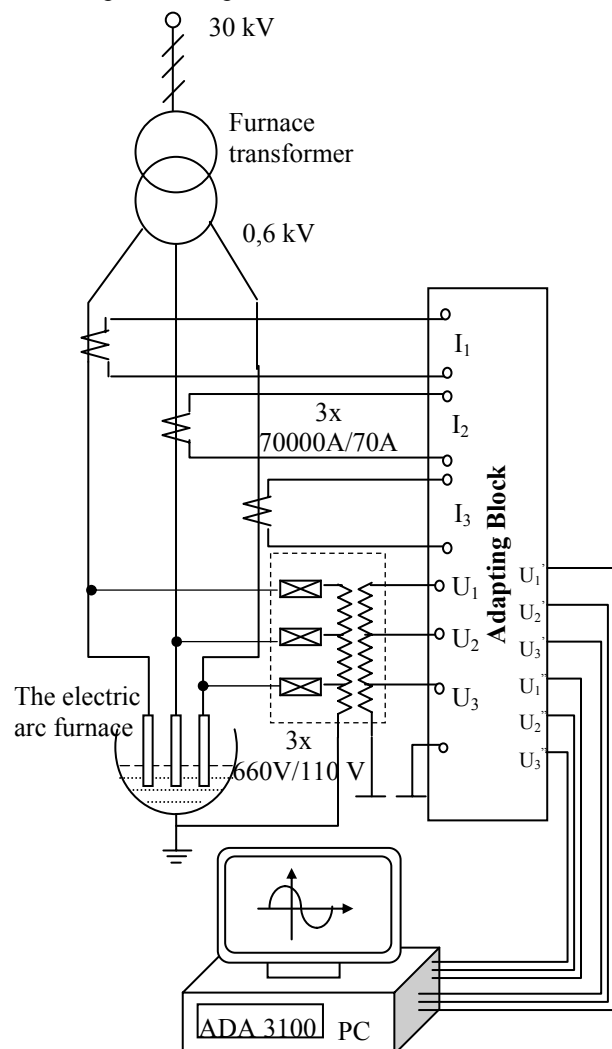 30 kV
Furnace
transformer
0,6 kV
I₁
I₂
3x
70000A/70A
I₃
Adapting Block
U₁
U₂
U₃
U₁'
U₂'
U₃'
U₁"
U₂"
U₃"
The electric
arc furnace
3x
660V/110 V
ADA 3100
PC